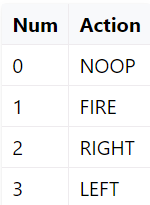 Num Action
0 NOOP
1 FIRE
2 RIGHT
3 LEFT